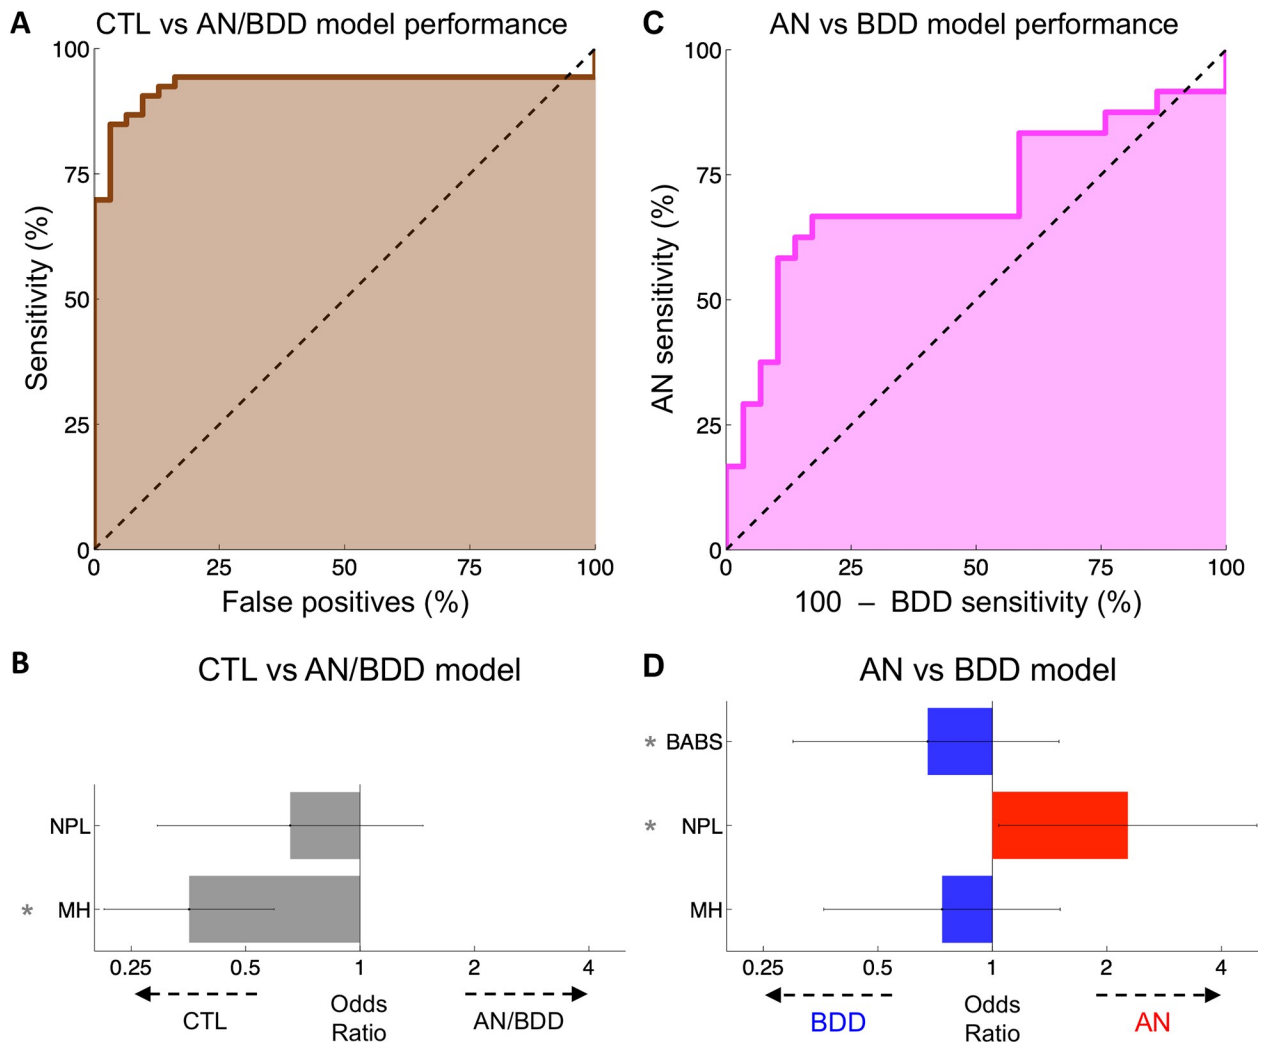 A
CTL vs AN/BDD model performance
100
75
50
25
0
Sensitivity (%)
0 25 50 75 100
False positives (%)
C
AN vs BDD model performance
100
75
50
25
0
AN sensitivity (%)
0 25 50 75 100
100 – BDD sensitivity (%)
B
CTL vs AN/BDD model
NPL
* MH
0.25 0.5 1 2 4
Odds
Ratio
CTL
AN/BDD
D
AN vs BDD model
* BABS
* NPL
MH
0.25 0.5 1 2 4
Odds
Ratio
BDD
AN